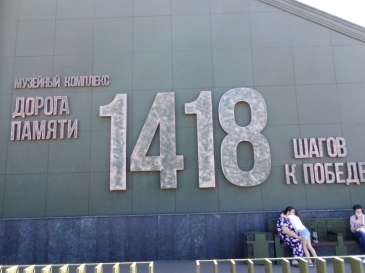 МУЗЕЙНЫЙ КОМПЛЕКС
ДОРОГА
ПАМЯТИ
1418
ШАГОВ
К ПОБЕДЕ